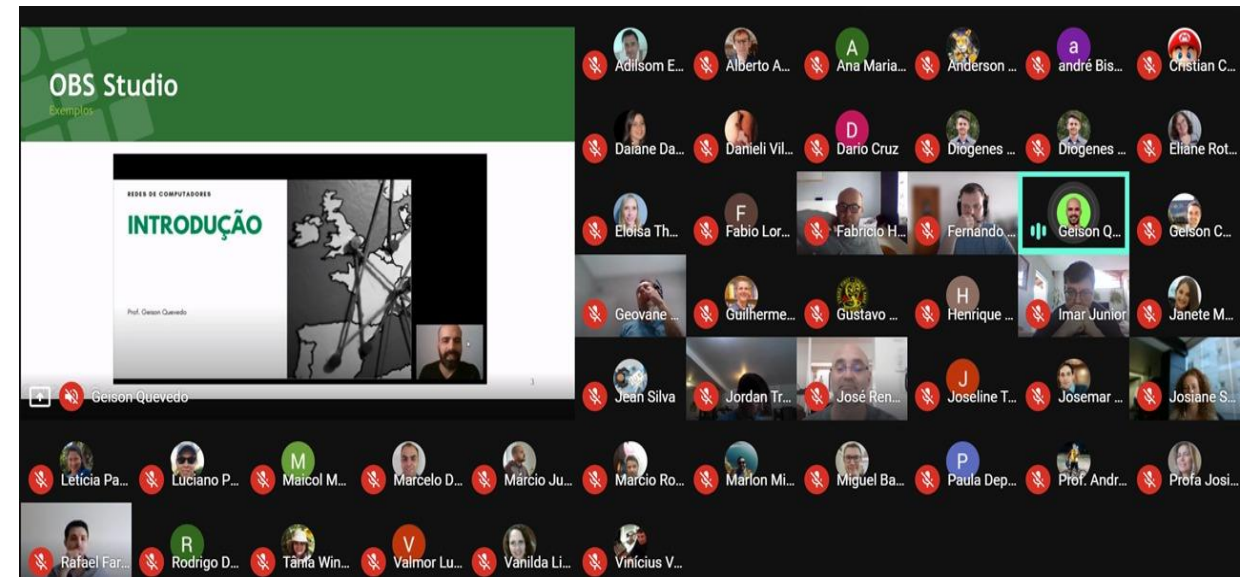 OBS Studio
Exemplos
REDES DE COMPUTADORES
INTRODUÇÃO
Prof. Geison Quevedo
3
Geison Quevedo
Adilsom E...
Alberto A...
A
Ana Maria...
Anderson ...
a
andré Bis...
Cristian C...
Daiane Da...
Danieli Vil...
D
Dario Cruz
Diogenes ...
Diogenes ...
Eliane Rot...
Eloisa Th...
F
Fabio Lor...
Fabricio H...
Fernando ...
Geison Q...
Gelson C...
Geovane ...
Guilherme...
Gustavo ...
H
Henrique ...
Imar Junior
Janete M...
Jean Silva
Jordan Tr...
José Ren...
J
Joseline T...
Josemar ...
Josiane S...
Letícia Pa...
Luciano P...
M
Maicol M...
Marcelo D...
Marcio Ju...
Marcio Ro...
Marlon Mi...
Miguel Ba...
P
Paula Dep...
Prof. Andr...
Profa Josi...
Rafael Far...
R
Rodrigo D...
Tânia Win...
V
Valmor Lu...
Vanilda Li...
Vinícius V...